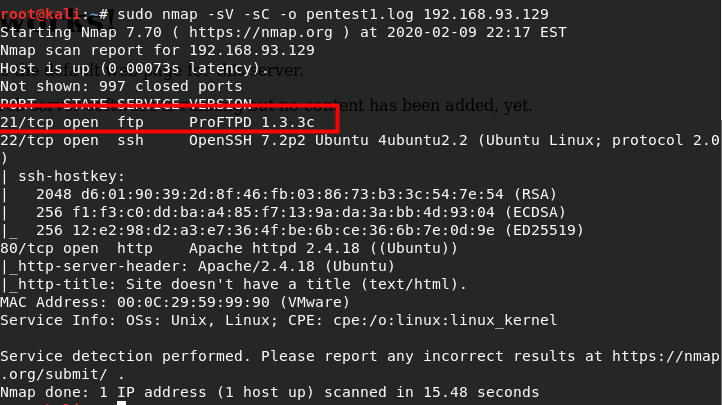 root@kali:~# sudo nmap -sV -sC -o pentest1.log 192.168.93.129
Starting Nmap 7.70 ( https://nmap.org ) at 2020-02-09 22:17 EST
Nmap scan report for 192.168.93.129
Host is up (0.00073s latency).
Not shown: 997 closed ports
PORT   STATE SERVICE VERSION
21/tcp open  ftp     ProFTPD 1.3.3c
22/tcp open  ssh     OpenSSH 7.2p2 Ubuntu 4ubuntu2.2 (Ubuntu Linux; protocol 2.0
)
| ssh-hostkey:
|   2048 d6:01:90:39:2d:8f:46:fb:03:86:73:b3:3c:54:7e:54 (RSA)
|   256 f1:f3:c0:dd:ba:a4:85:f7:13:9a:da:3a:bb:4d:93:04 (ECDSA)
|_  256 12:e2:98:d2:a3:e7:36:4f:be:6b:ce:36:6b:7e:0d:9e (ED25519)
80/tcp open  http    Apache httpd 2.4.18 ((Ubuntu))
|_http-server-header: Apache/2.4.18 (Ubuntu)
|_http-title: Site doesn't have a title (text/html).
MAC Address: 00:0C:29:59:99:90 (VMware)
Service Info: OSs: Unix, Linux; CPE: cpe:/o:linux:linux_kernel
Service detection performed. Please report any incorrect results at https://nmap
.org/submit/ .
Nmap done: 1 IP address (1 host up) scanned in 15.48 seconds
page for
server.
but no content has been added, yet.